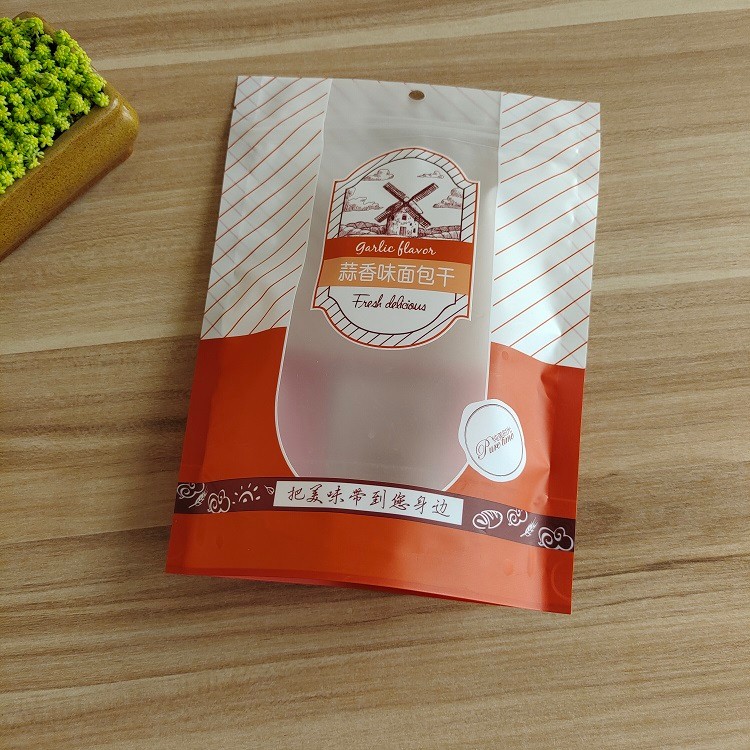 garlic flavor
蒜香味面包干
Fresh delicious
Pure time
把美味带到您身边